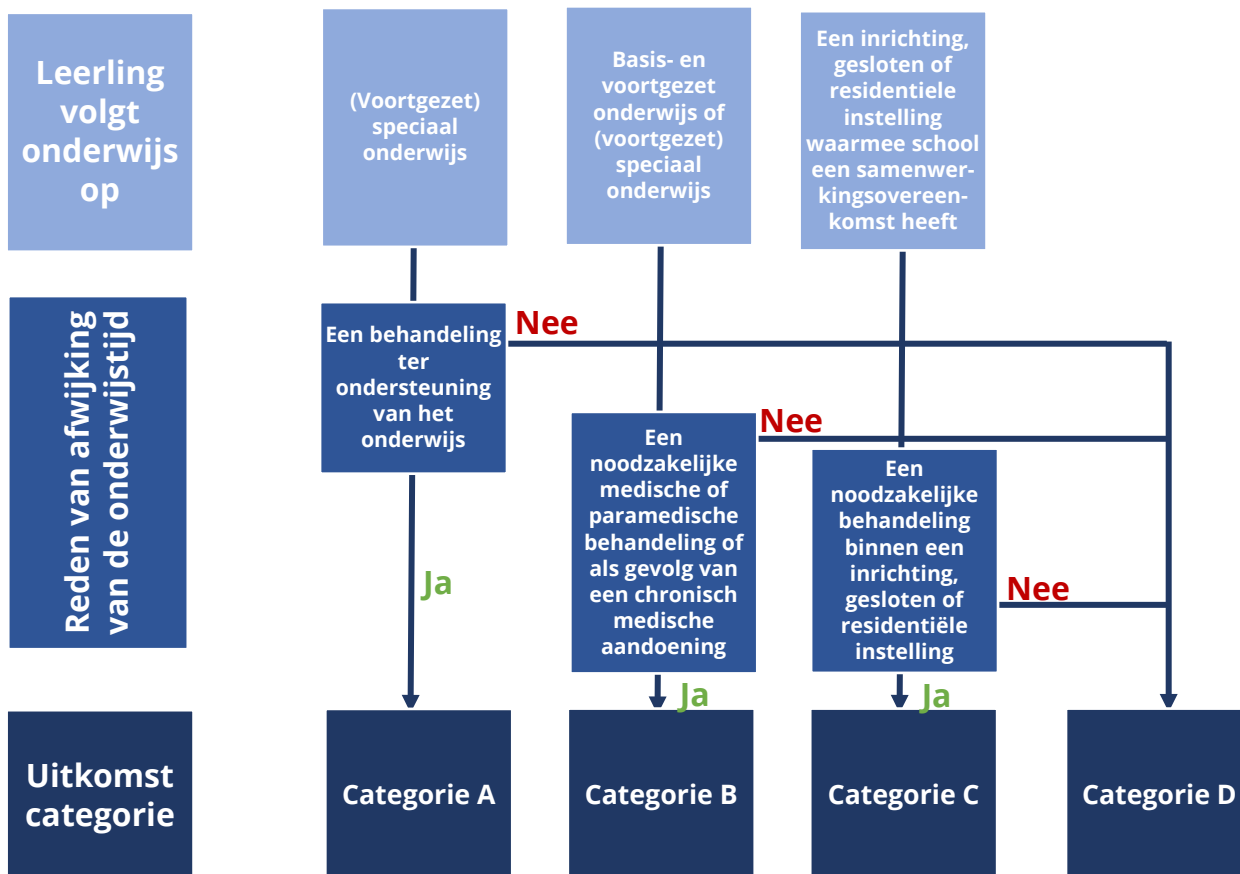 Leerling
volgt
onderwijs
op
(Voortgezet)
speciaal
onderwijs
Basis- en
voortgezet
onderwijs of
(voortgezet)
speciaal
onderwijs
Een inrichting,
gesloten of
residentiele
instelling
waarmee school
een samenwer-
kingsovereen-
komst heeft
Reden van afwijking
van de onderwijstijd
Een behandeling
ter
ondersteuning
van het
onderwijs
Nee
Een
noodzakelijke
medische of
paramedische
behandeling of
als gevolg van
een chronisch
medische
aandoening
Nee
Een
noodzakelijke
behandeling
binnen een
inrichting,
gesloten of
residentiële
instelling
Nee
Ja
Ja
Ja
Uitkomst
categorie
Categorie A
Categorie B
Categorie C
Categorie D